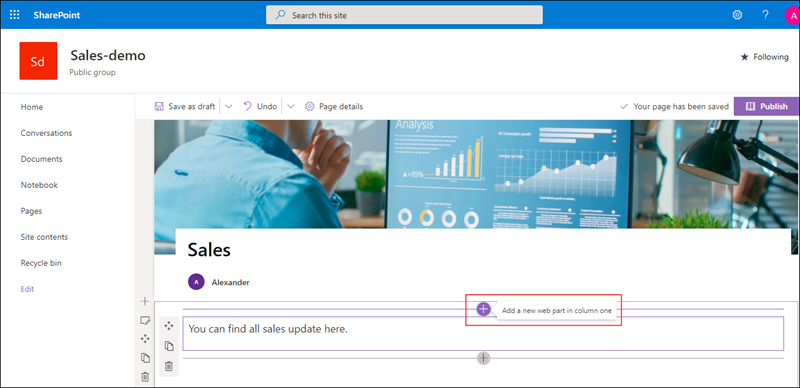 SharePoint
Search this site
?
A
Sd
Sales-demo
Public group
★ Following
Home
Conversations
Documents
Notebook
Pages
Site contents
Recycle bin
Edit
Save as draft
Undo
Page details
Your page has been saved
Publish
Analysis
+89%
Sales
A
Alexander
Add a new web part in column one
You can find all sales update here.